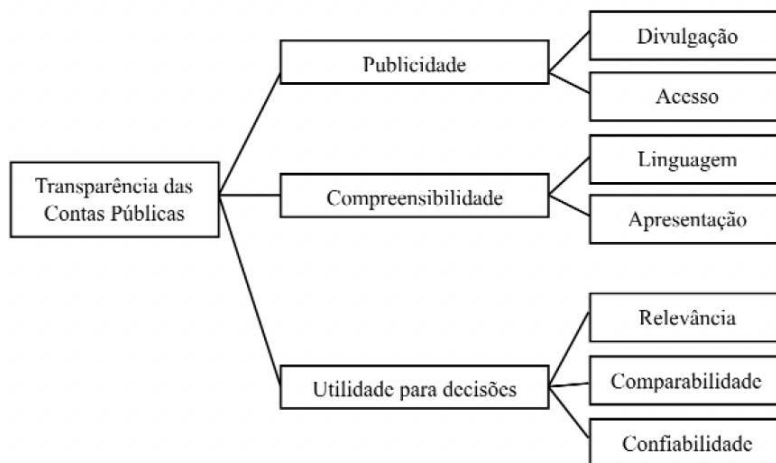 Transparência das
Contas Públicas
Publicidade
Divulgação
Acesso
Compreensibilidade
Linguagem
Apresentação
Utilidade para decisões
Relevância
Comparabilidade
Confiabilidade